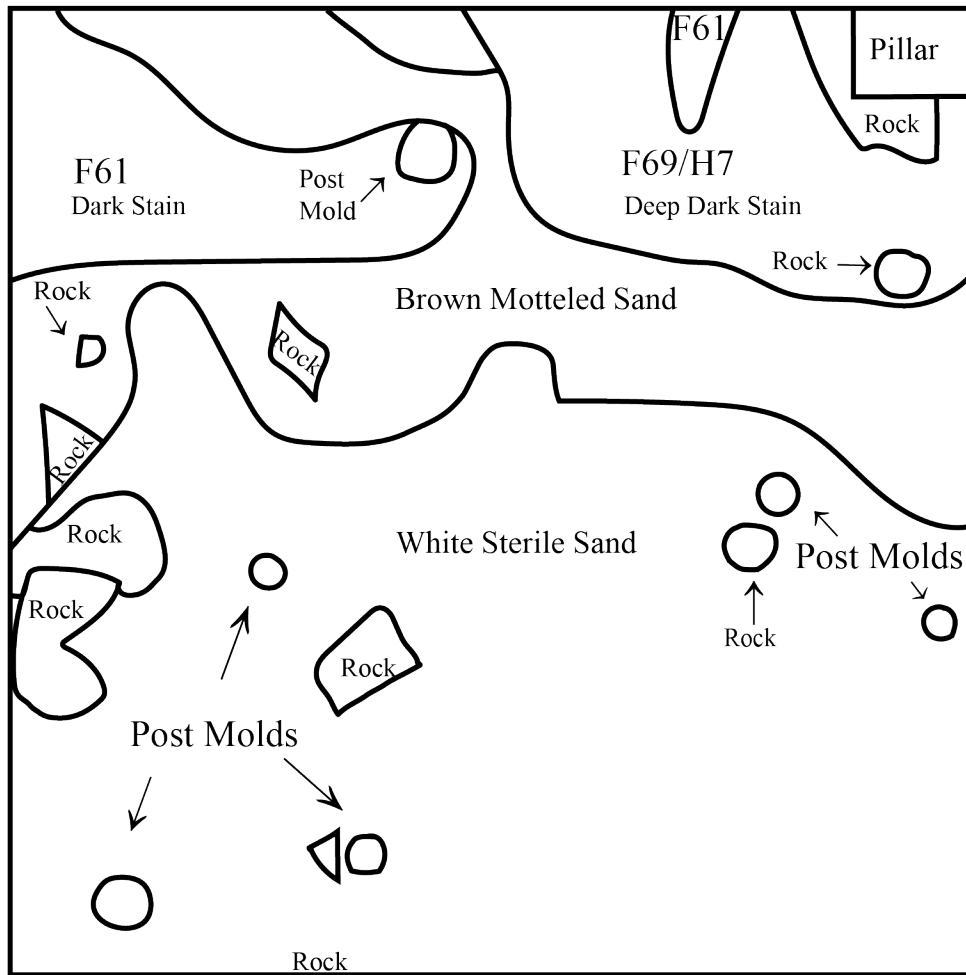 F61
Pillar
Rock
F61
Dark Stain
Post
Mold
F69/H7
Deep Dark Stain
Rock
Rock
Brown Motteled Sand
Rock
Rock
Rock
White Sterile Sand
Post Molds
Rock
Rock
Rock
Post Molds
Rock